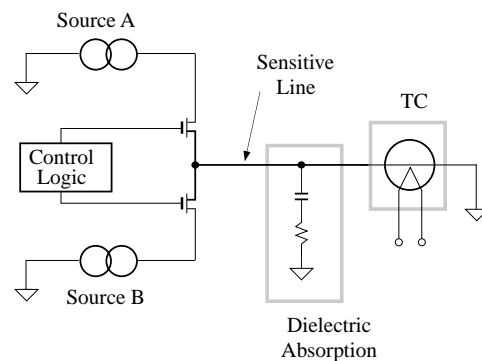 Source A
Sensitive
Line
TC
Control
Logic
Source B
Dielectric
Absorption